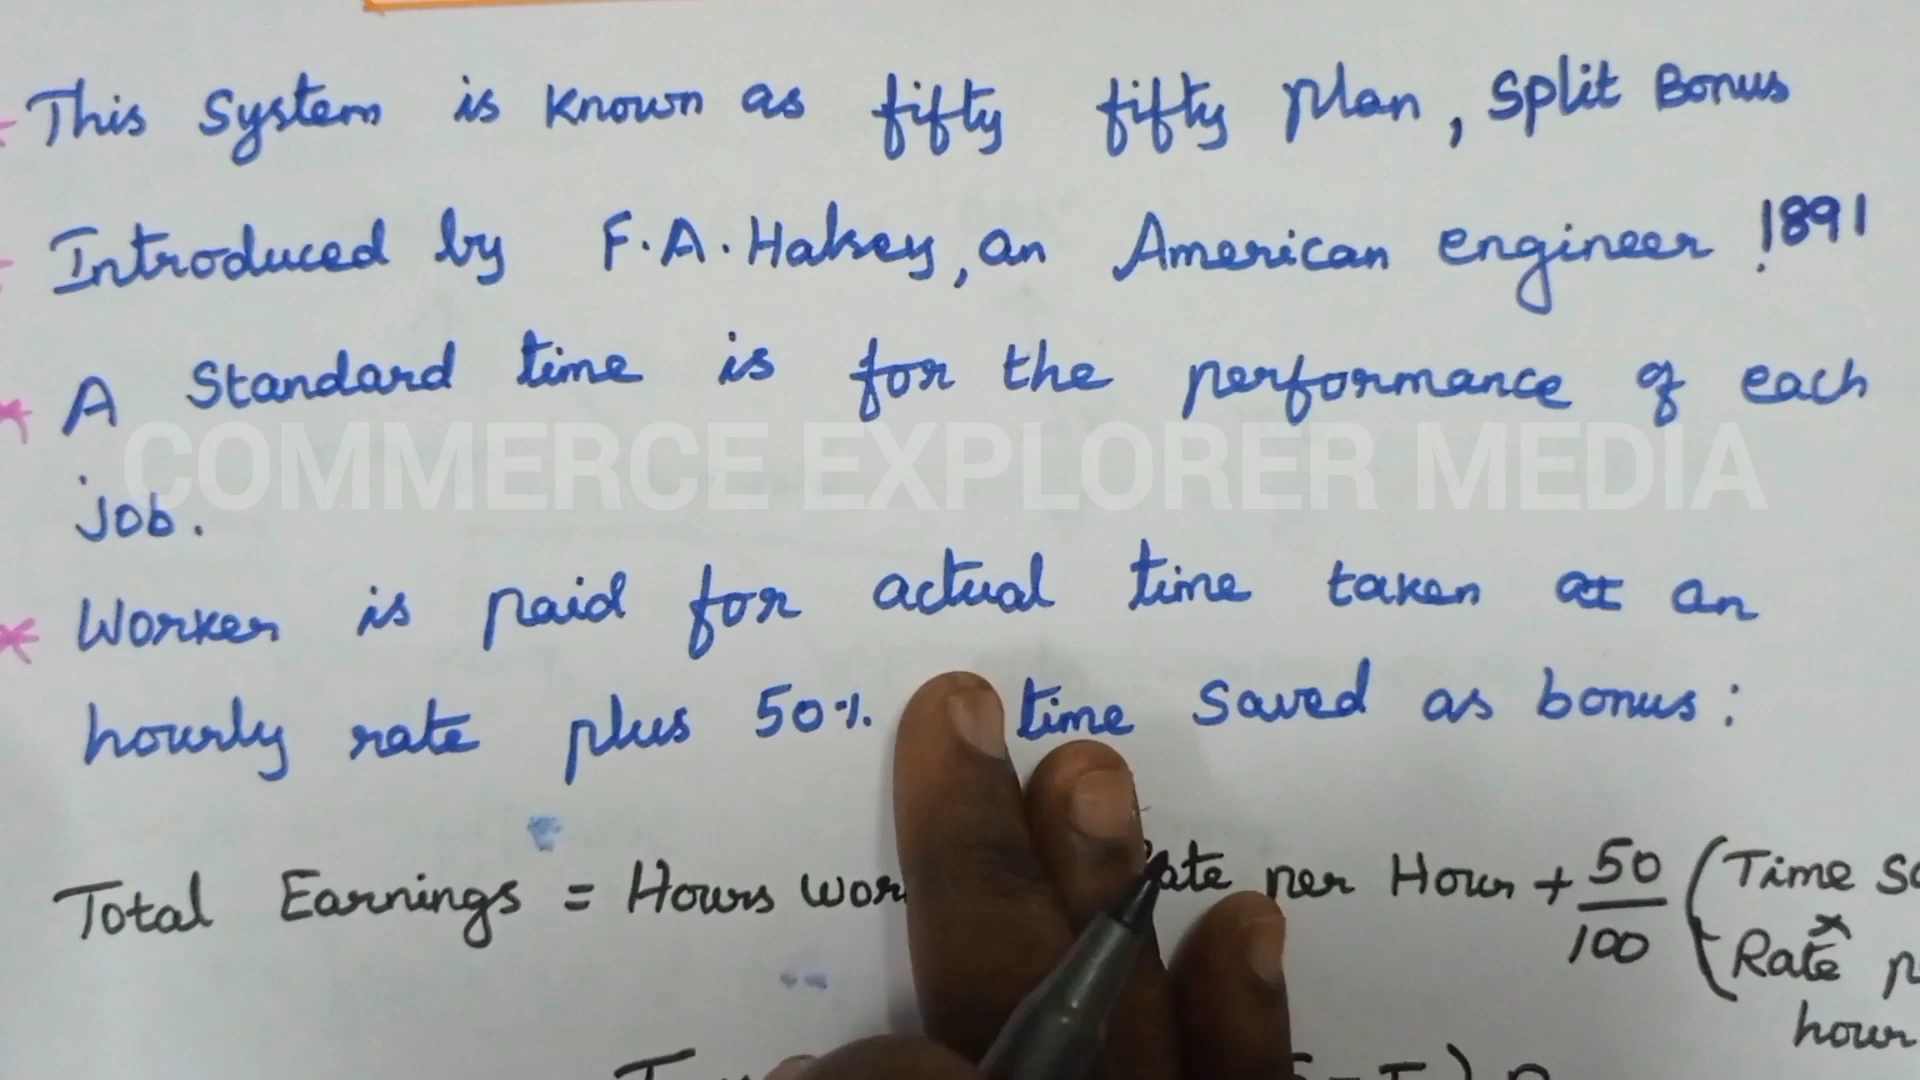 This System is known as fifty fifty plan, Split Bonus
Introduced by F.A. Halsey, an American engineer 1891
A Standard time is for the performance of each
COMMERCE EXPLORER MEDIA
job.
Worker is paid for actual time taken at an
hourly rate plus 50% time saved as bonus:
Total Earnings = Hours wor ate per Hour + 50/100 (Time Sa
x
Rate p
hour